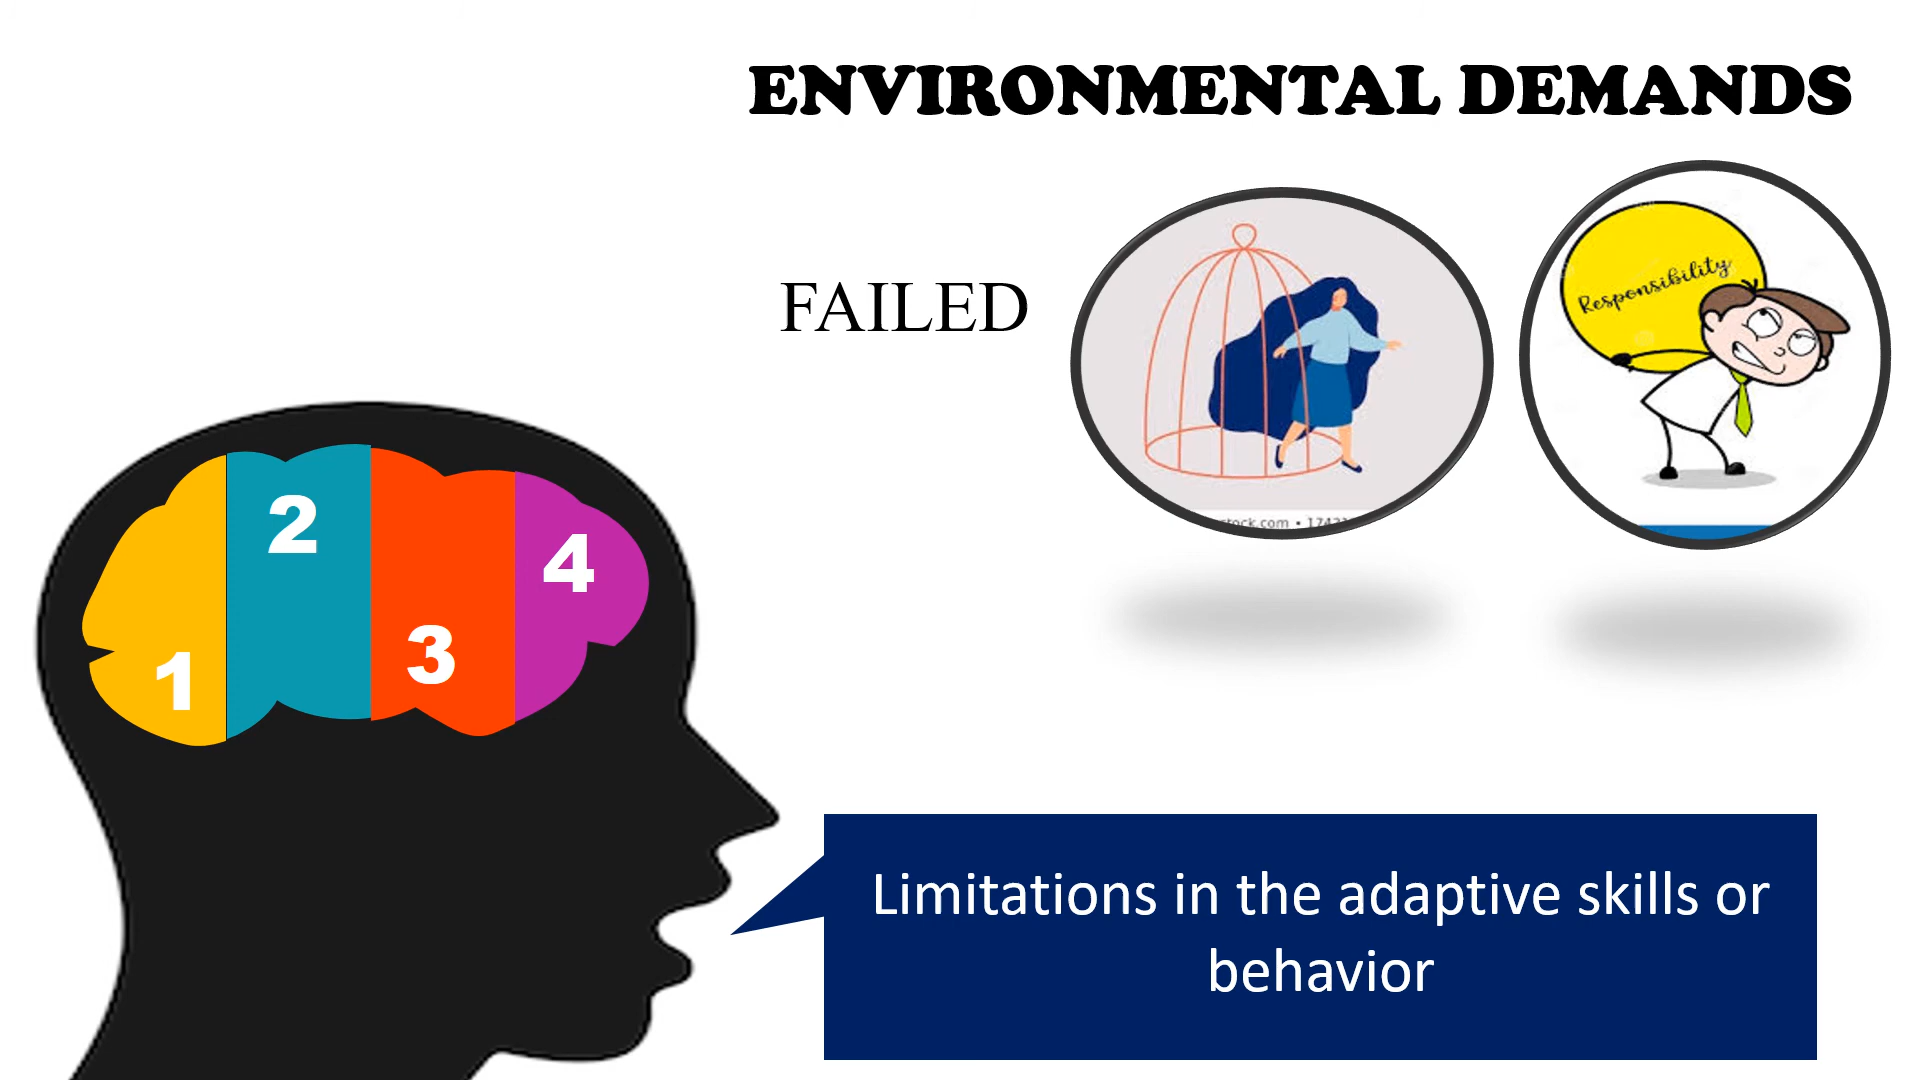 ENVIRONMENTAL DEMANDS
FAILED
Responsibility
2
4
3
1
Limitations in the adaptive skills or
behavior